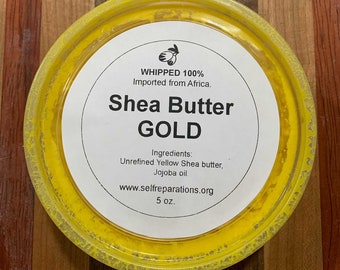 WHIPPED 100%
Imported from Africa.
Shea Butter
GOLD
Ingredients:
Unrefined Yellow Shea butter,
Jojoba oil.
www.selfreparations.org
5 oz.